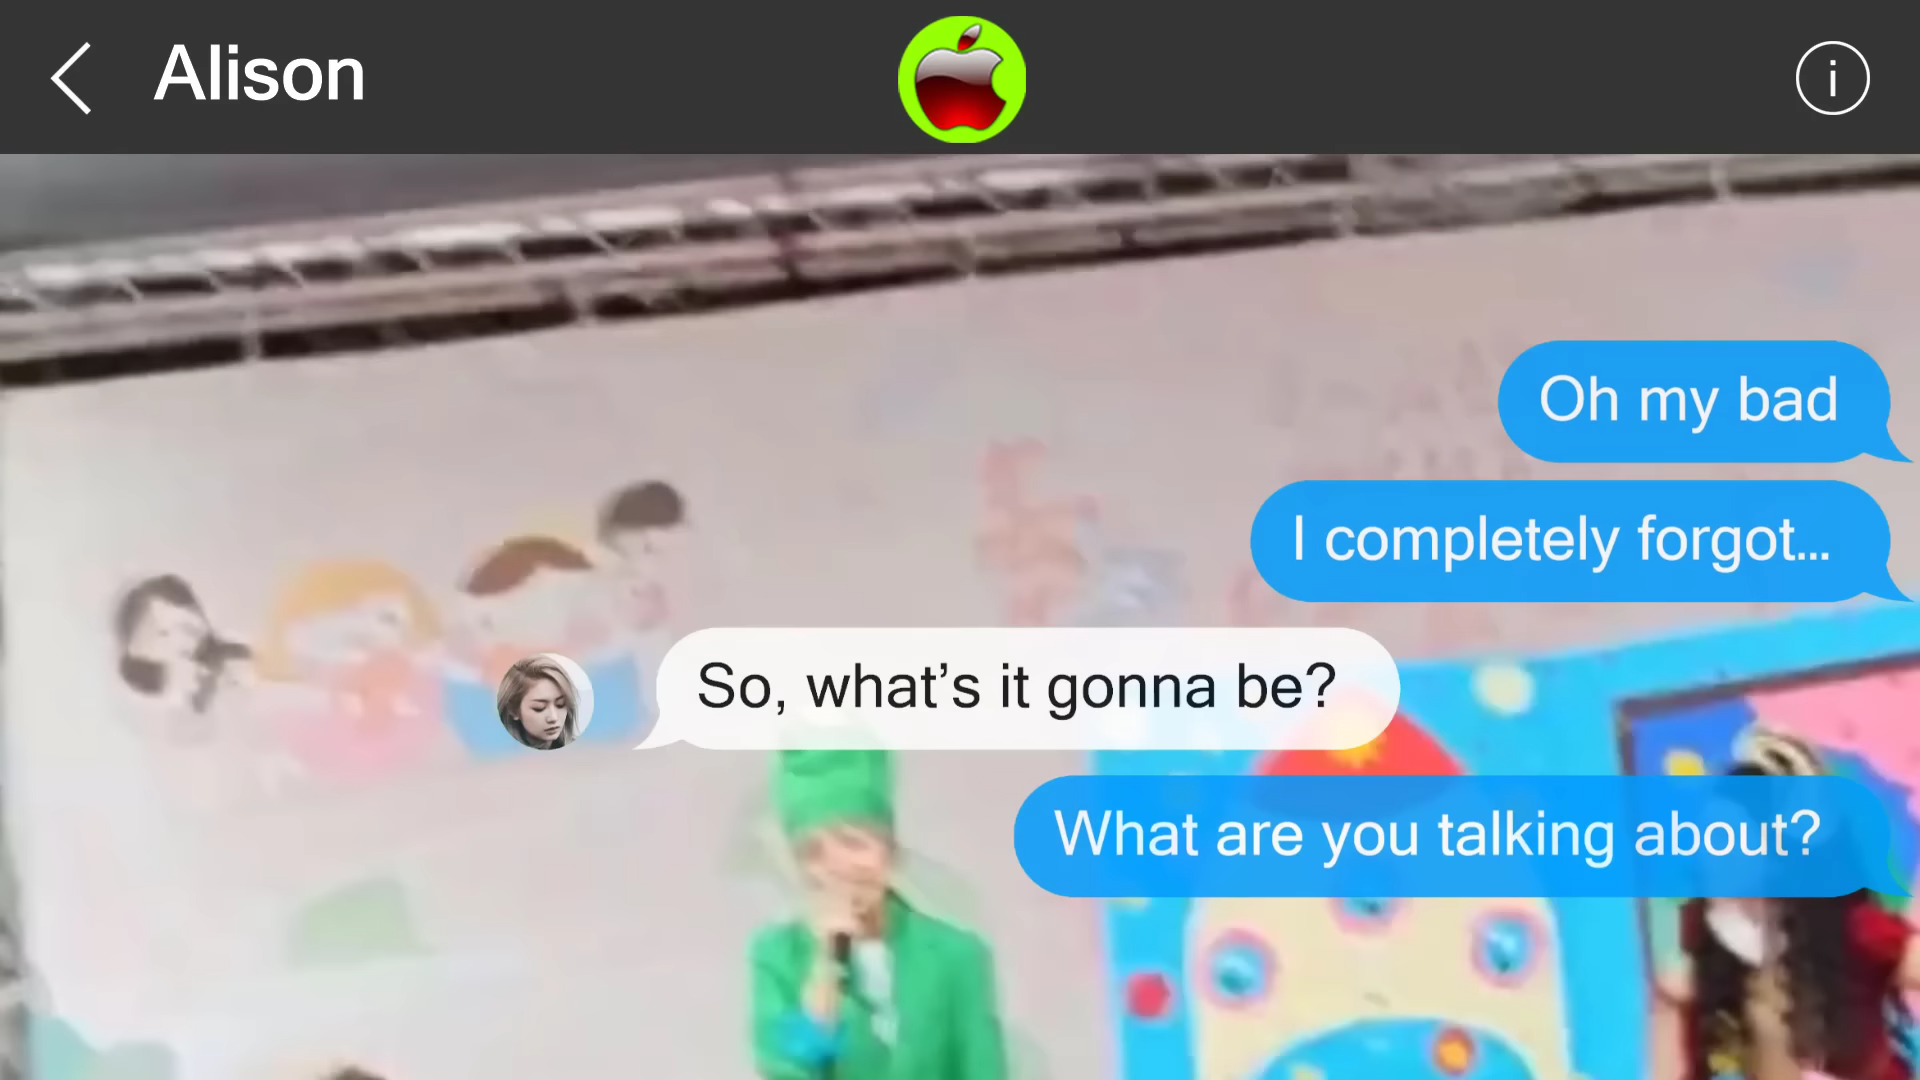 Alison
i
Oh my bad
I completely forgot...
So, what’s it gonna be?
What are you talking about?